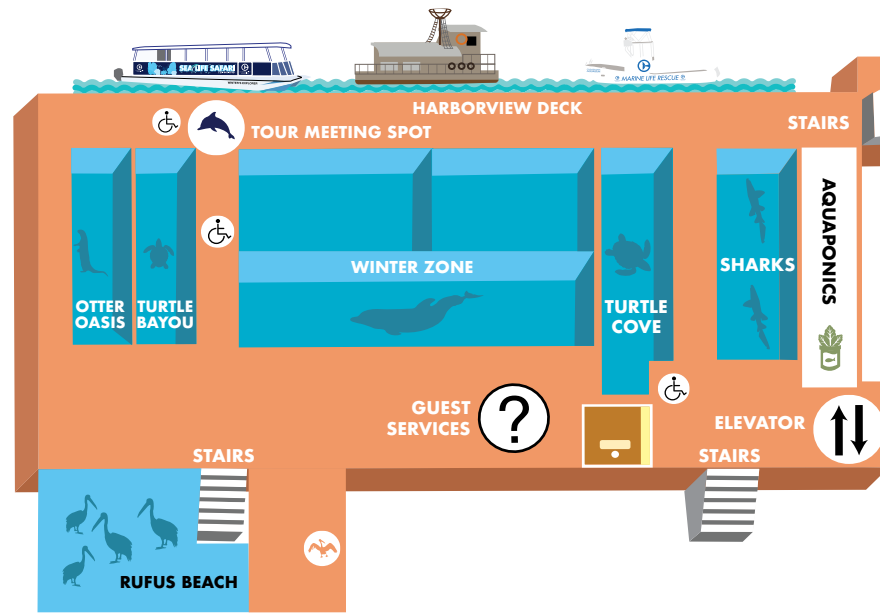 SEA LIFE SAFARI
MARINE LIFE RESCUE
HARBORVIEW DECK
STAIRS
TOUR MEETING SPOT
OTTER
OASIS
TURTLE
BAYOU
WINTER ZONE
TURTLE
COVE
SHARKS
AQUAPONICS
GUEST
SERVICES
?
ELEVATOR
STAIRS
STAIRS
RUFUS BEACH